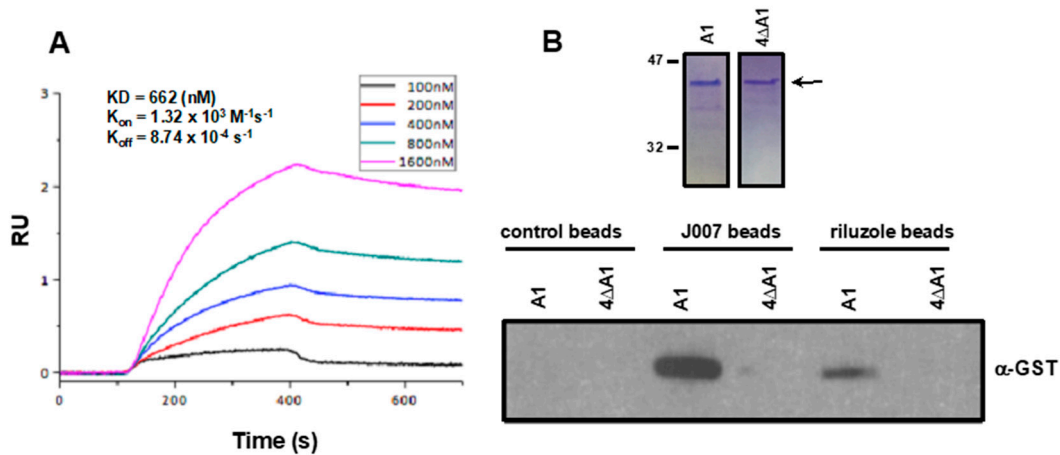 A
KD = 662 (nM)
Kon = 1.32 x 10³ M⁻¹s⁻¹
Koff = 8.74 x 10⁻⁴ s⁻¹
100nM
200nM
400nM
800nM
1600nM
3
2
1
0
RU
0 200 400 600
Time (s)
B
A1 4ΔA1
47
32
control beads J007 beads riluzole beads
A1 4ΔA1 A1 4ΔA1 A1 4ΔA1
α-GST